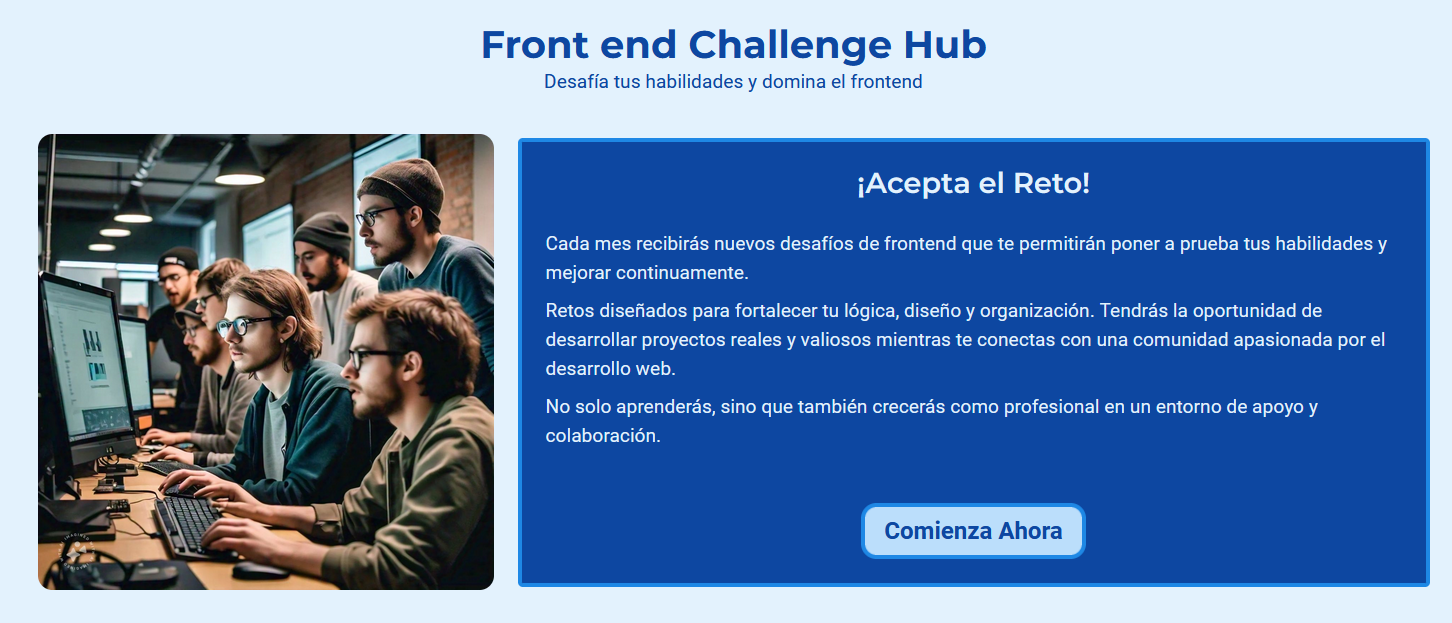 Front end Challenge Hub
Desafía tus habilidades y domina el frontend
¡Acepta el Reto!
Cada mes recibirás nuevos desafíos de frontend que te permitirán poner a prueba tus habilidades y
mejorar continuamente.
Retos diseñados para fortalecer tu lógica, diseño y organización. Tendrás la oportunidad de
desarrollar proyectos reales y valiosos mientras te conectas con una comunidad apasionada por el
desarrollo web.
No solo aprenderás, sino que también crecerás como profesional en un entorno de apoyo y
colaboración.
Comienza Ahora